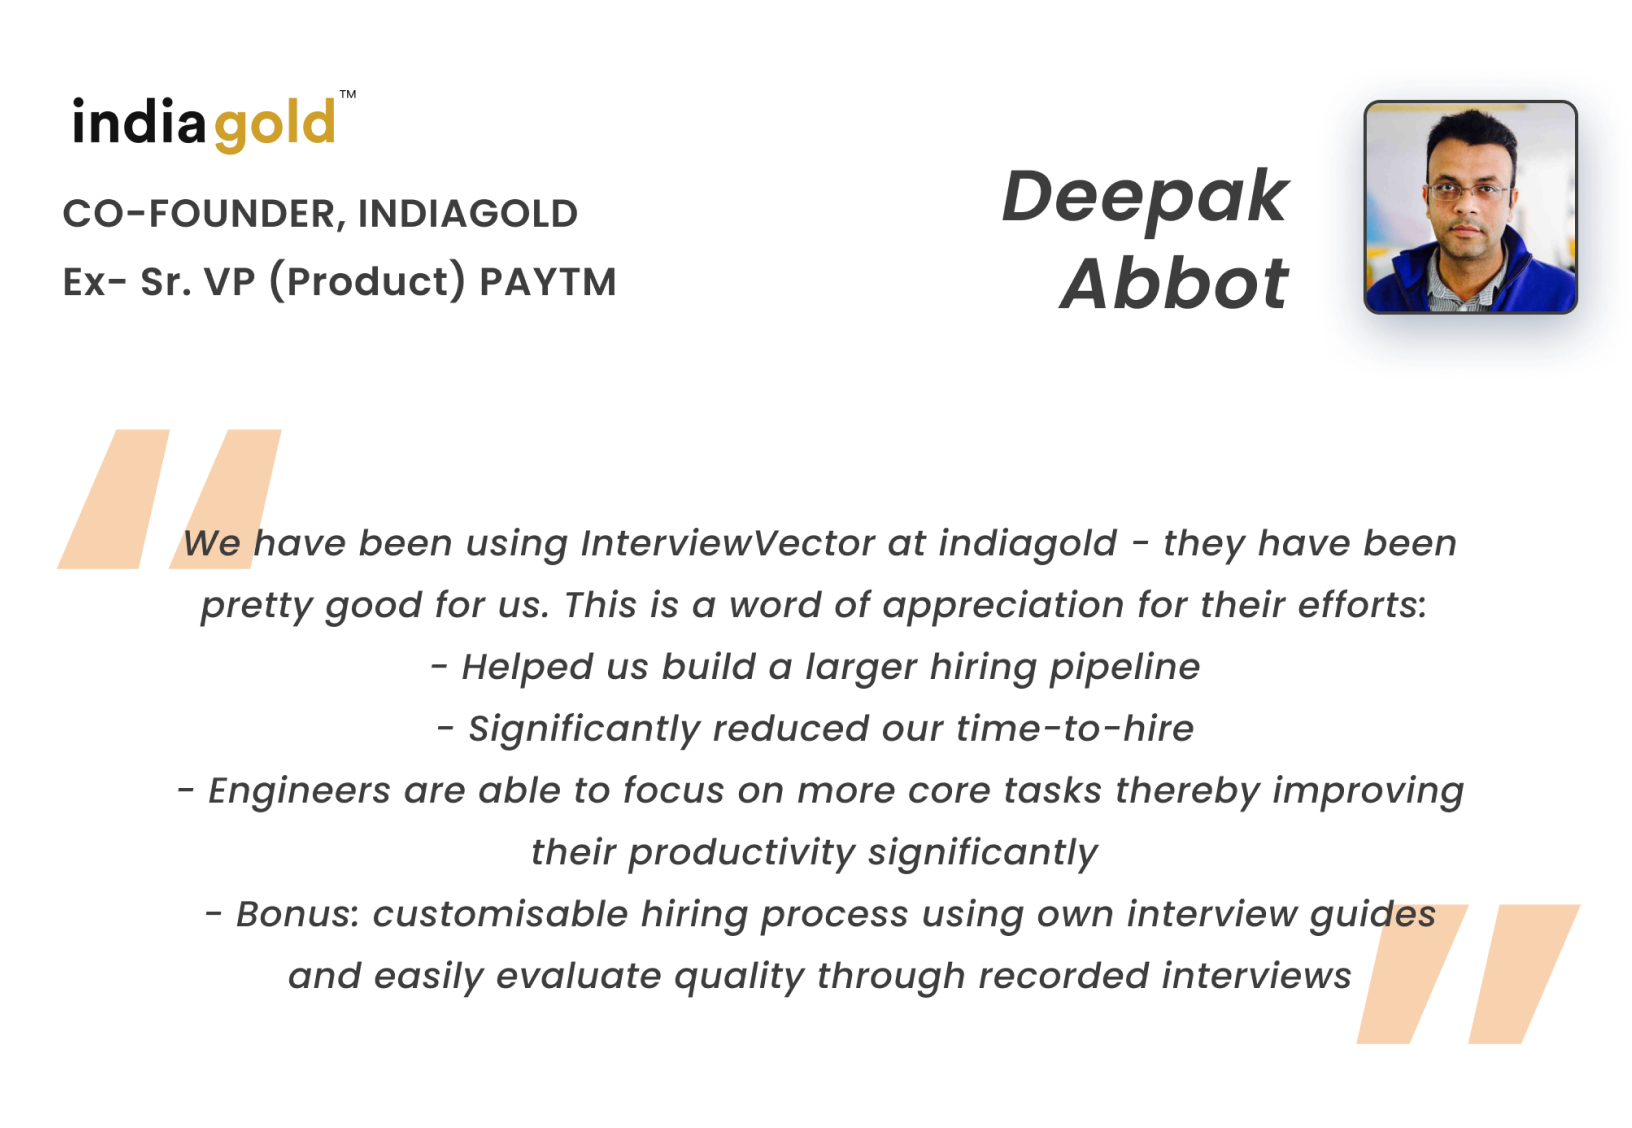 indiagold™
CO-FOUNDER, INDIAGOLD
Ex- Sr. VP (Product) PAYTM
Deepak
Abbot
We have been using InterviewVector at indiagold - they have been
pretty good for us. This is a word of appreciation for their efforts:
- Helped us build a larger hiring pipeline
- Significantly reduced our time-to-hire
- Engineers are able to focus on more core tasks thereby improving
their productivity significantly
- Bonus: customisable hiring process using own interview guides
and easily evaluate quality through recorded interviews